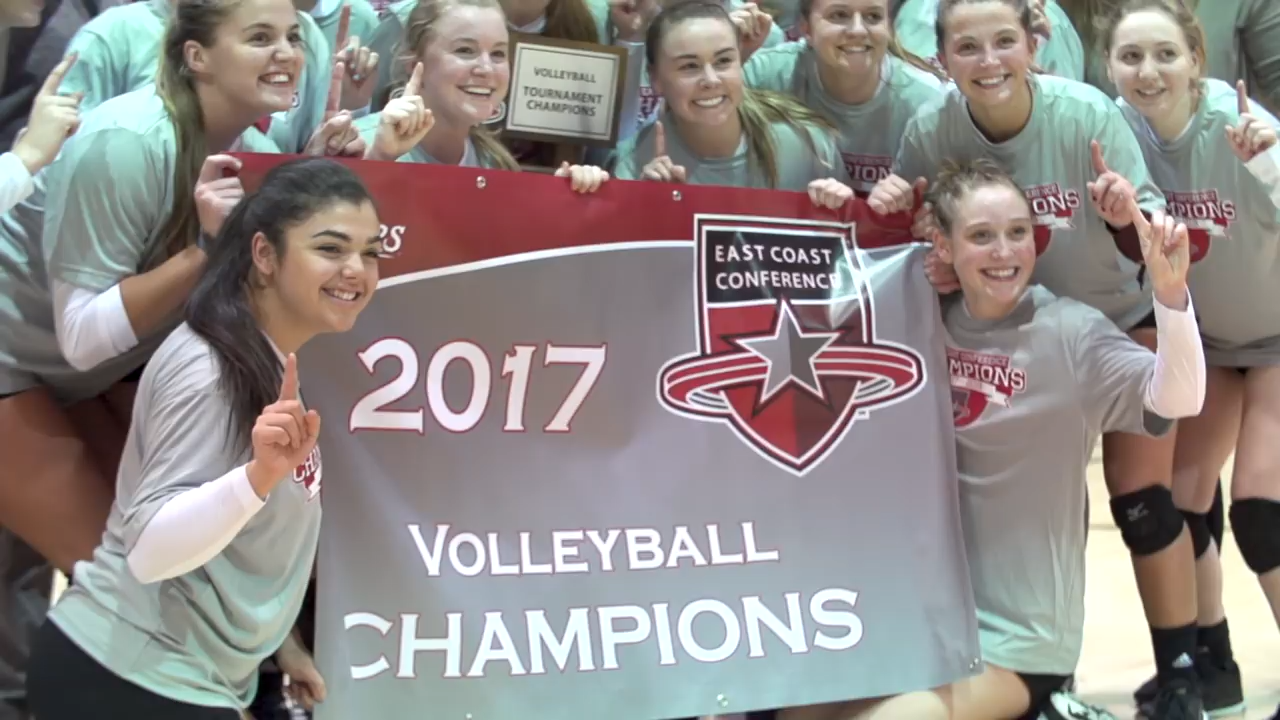 VOLLEYBALL
TOURNAMENT
CHAMPIONS
EAST COAST
CONFERENCE
2017
VOLLEYBALL
CHAMPIONS